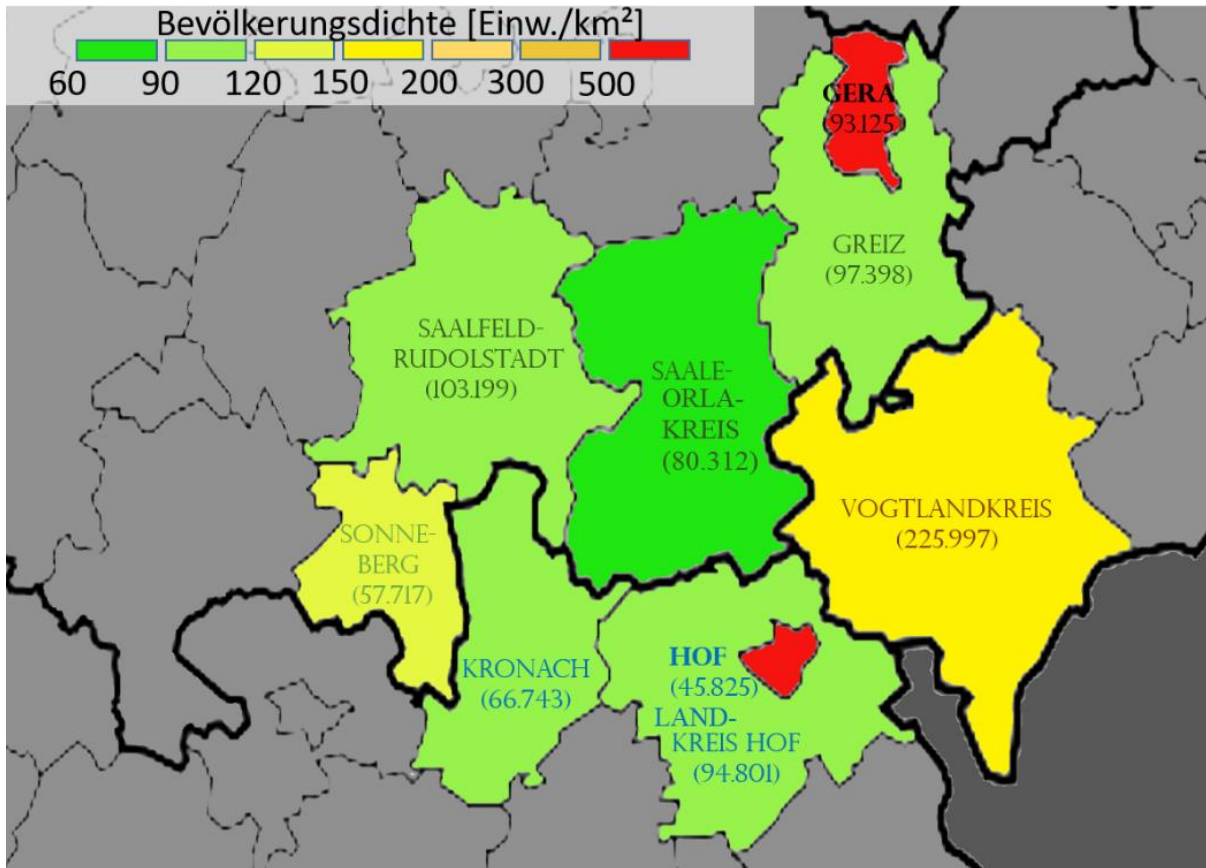 Bevölkerungsdichte [Einw./km²]
60 90 120 150 200 300 500
GERA
(93.125
GREIZ
(97.398)
SAALFELD-
RUDOLSTADT
(103.199)
SAALE-
ORLA-
KREIS
(80.312)
VOGTLANDKREIS
(225.997)
SONNE-
BERG
(57.717)
KRONACH
(66.743)
HOF
(45.825)
LAND-
KREIS HOF
(94.801)